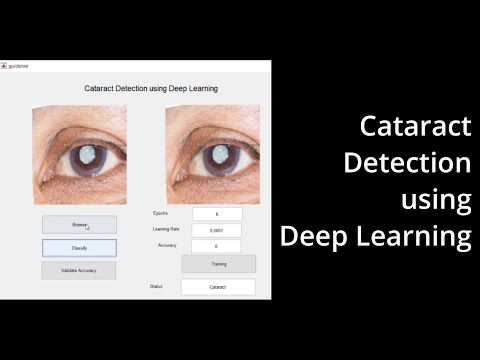 guidense
Cataract Detection using Deep Learning
Browse
Classify
Validate Accuracy
Epochs 6
Learning Rate 0.0001
Accuracy 0
Training
Status Cataract
Cataract
Detection
using
Deep Learning